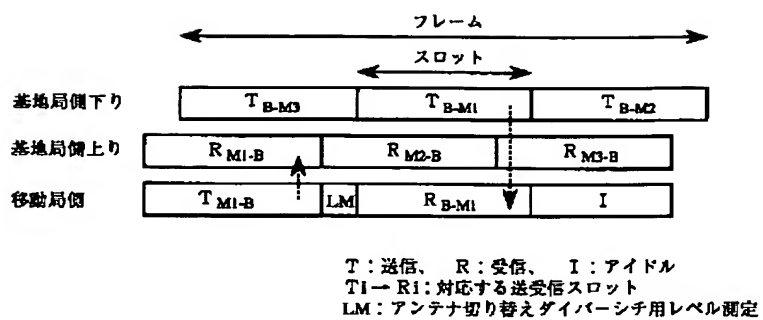 フレーム
スロット
基地局側下り T B-M3 T B-M1 T B-M2
基地局側上り R M1-B R M2-B R M3-B
移動局側 T M1-B LM R B-M1 I
T:送信、 R:受信、 I:アイドル
Ti→Ri:対応する送受信スロット
LM:アンテナ切り替えダイバーシチ用レベル測定